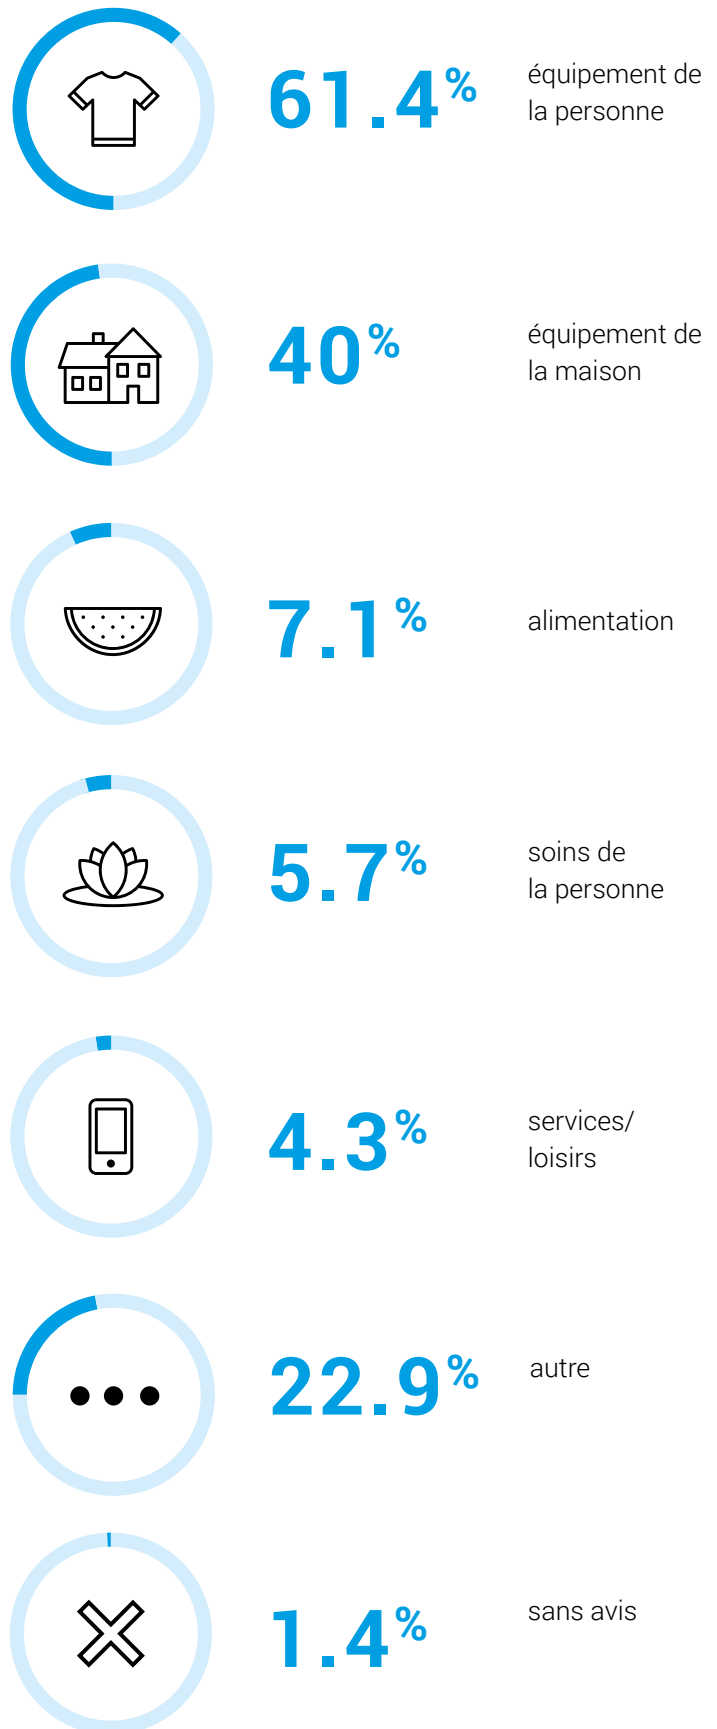 61.4%
équipement de
la personne
40%
équipement de
la maison
7.1%
alimentation
5.7%
soins de
la personne
4.3%
services/
loisirs
22.9%
autre
1.4%
sans avis